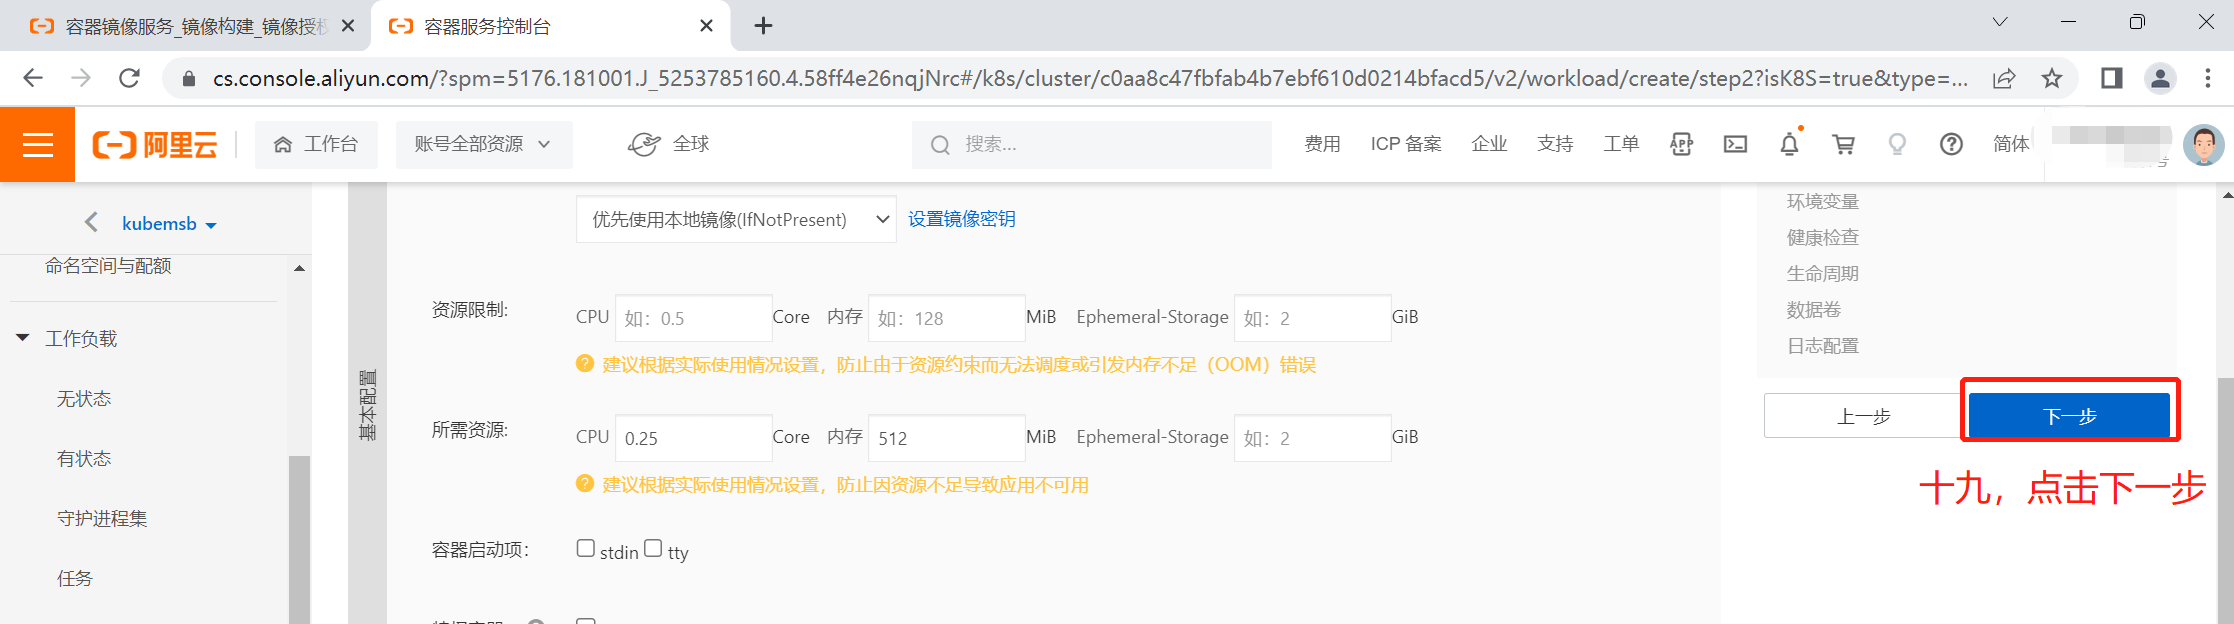 容器镜像服务_镜像构建_镜像授权
容器服务控制台
cs.console.aliyun.com/?spm=5176.181001.J_5253785160.4.58ff4e26nqjNrc#/k8s/cluster/c0aa8c47fbfab4b7ebf610d0214bfacd5/v2/workload/create/step2?isK8S=true&type=...
阿里云
工作台
账号全部资源
全球
搜索...
费用
ICP 备案
企业
支持
工单
APP
简体
kubemsb
命名空间与配额
工作负载
无状态
有状态
守护进程集
任务
基本配置
优先使用本地镜像(IfNotPresent) 设置镜像密钥
资源限制: CPU 如：0.5 Core 内存 如：128 MiB Ephemeral-Storage 如：2 GiB
建议根据实际使用情况设置，防止由于资源约束而无法调度或引发内存不足（OOM）错误
所需资源: CPU 0.25 Core 内存 512 MiB Ephemeral-Storage 如：2 GiB
建议根据实际使用情况设置，防止因资源不足导致应用不可用
容器启动项: stdin tty
环境变量
健康检查
生命周期
数据卷
日志配置
上一步
下一步
十九，点击下一步